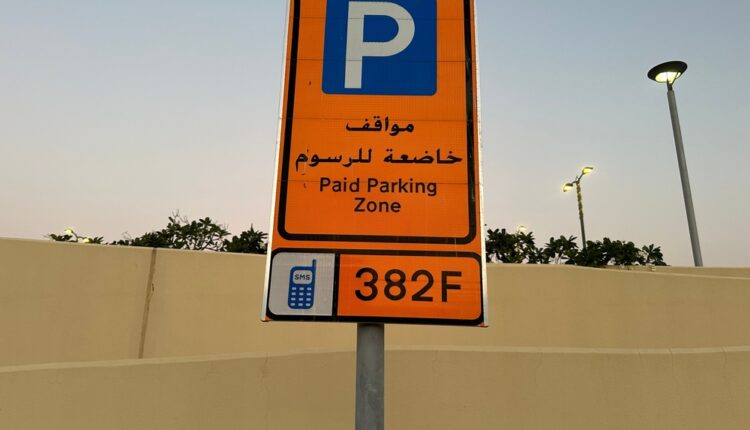 P
مواقف
خاضعة للرسوم
Paid Parking
Zone
SMS
382F